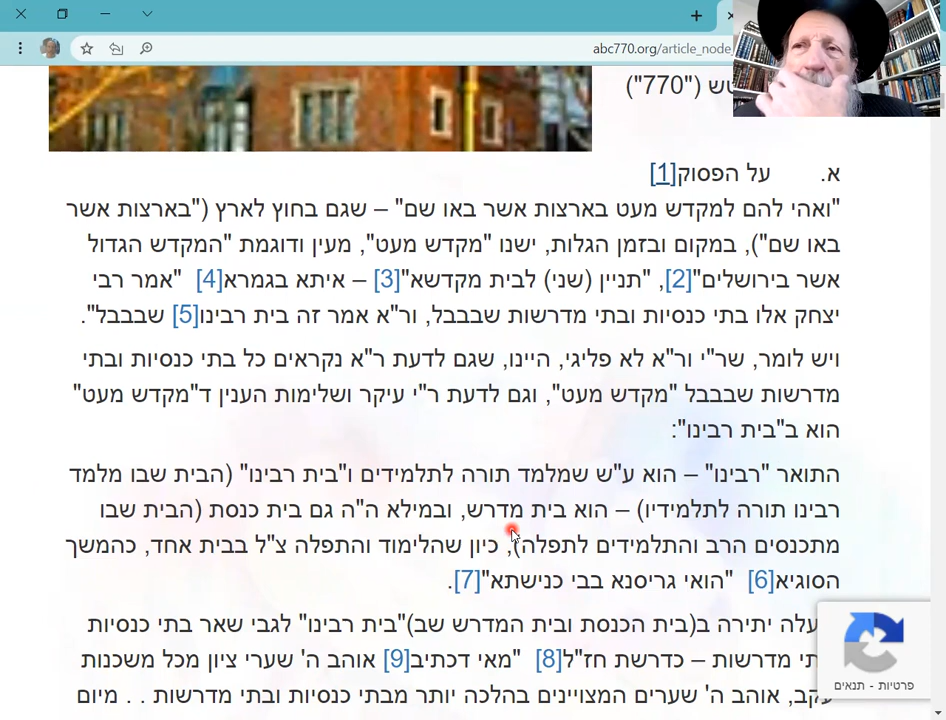 abc770.org/article_node_
טש ("770")
א. על הפסוק[1]
"ואהי להם למקדש מעט בארצות אשר באו שם" – שגם בחוץ לארץ ("בארצות אשר
באו שם"), במקום ובזמן הגלות, ישנו "מקדש מעט", מעין ודוגמת "המקדש הגדול
אשר בירושלים"[2], "תניין (שני) לבית מקדשא"[3] – איתא בגמרא[4] "אמר רבי
יצחק אלו בתי כנסיות ובתי מדרשות שבבבל, ור"א אמר זה בית רבינו[5] שבבבל".
ויש לומר, שר"י ור"א לא פליגי, היינו, שגם לדעת ר"א נקראים כל בתי כנסיות ובתי
מדרשות שבבבל "מקדש מעט", וגם לדעת ר"י עיקר ושלימות הענין ד"מקדש מעט"
הוא ב"בית רבינו":
התואר "רבינו" – הוא ע"ש שמלמד תורה לתלמידים ו"בית רבינו" (הבית שבו מלמד
רבינו תורה לתלמידיו) – הוא בית מדרש, ובמילא ה"ה גם בית כנסת (הבית שבו
מתכנסים הרב והתלמידים לתפלה), כיון שהלימוד והתפלה צ"ל בבית אחד, כהמשך
הסוגיא[6] "הואי גריסנא בבי כנישתא"[7].
עלה יתירה ב(בית הכנסת ובית המדרש שב)"בית רבינו" לגבי שאר בתי כנסיות
תי מדרשות – כדרשת חז"ל[8] "מאי דכתיב[9] אוהב ה' שערי ציון מכל משכנות
עקב, אוהב ה' שערים המצויינים בהלכה יותר מבתי כנסיות ובתי מדרשות . . מיום
פרטיות - תנאים